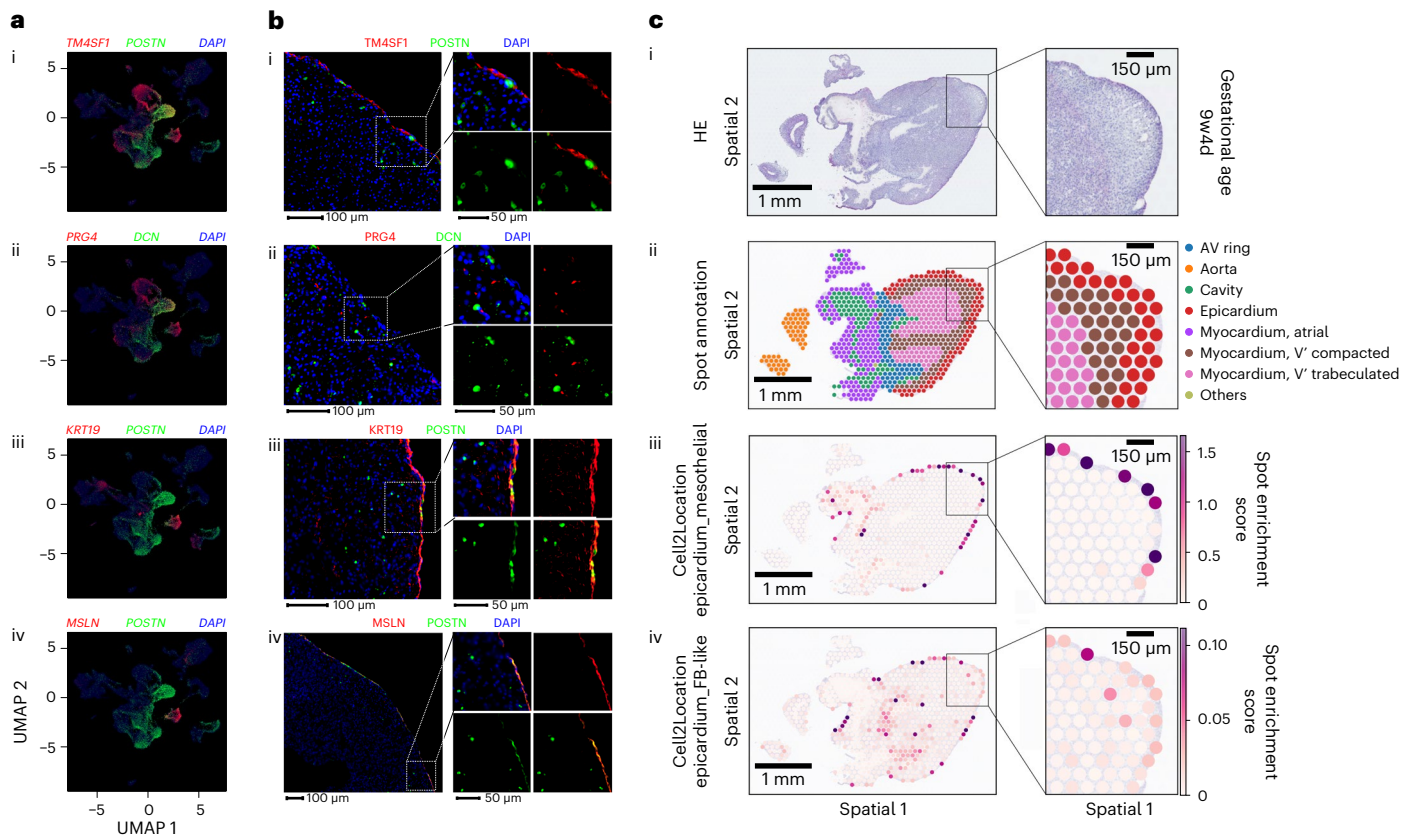 a
b
c
i
TM4SF1 POSTN DAPI
5
0
−5
ii
PRG4 DCN DAPI
5
0
−5
iii
KRT19 POSTN DAPI
5
0
−5
iv
MSLN POSTN DAPI
5
0
−5
UMAP 2
−5 0 5
UMAP 1
TM4SF1 POSTN DAPI
i
100 µm 50 µm
PRG4 DCN DAPI
ii
100 µm 50 µm
KRT19 POSTN DAPI
iii
100 µm 50 µm
MSLN POSTN DAPI
iv
100 µm 50 µm
i
HE
Spatial 2
1 mm
150 µm
Gestational age
9w4d
ii
Spot annotation
Spatial 2
1 mm
150 µm
AV ring
Aorta
Cavity
Epicardium
Myocardium, atrial
Myocardium, V' compacted
Myocardium, V' trabeculated
Others
iii
Cell2Location
epicardium_mesothelial
Spatial 2
1 mm
150 µm
1.5
1.0
0.5
0
Spot enrichment
score
iv
Cell2Location
epicardium_FB-like
Spatial 2
1 mm
150 µm
0.10
0.05
0
Spot enrichment
score
Spatial 1
Spatial 1